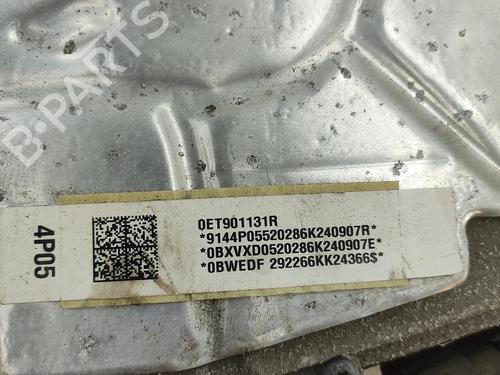 B-PARTS
4P05
0ET901131R
*9144P05520286K240907R*
*0BXVXD0520286K240907E*
*0BWEDF 292266KK24366$*